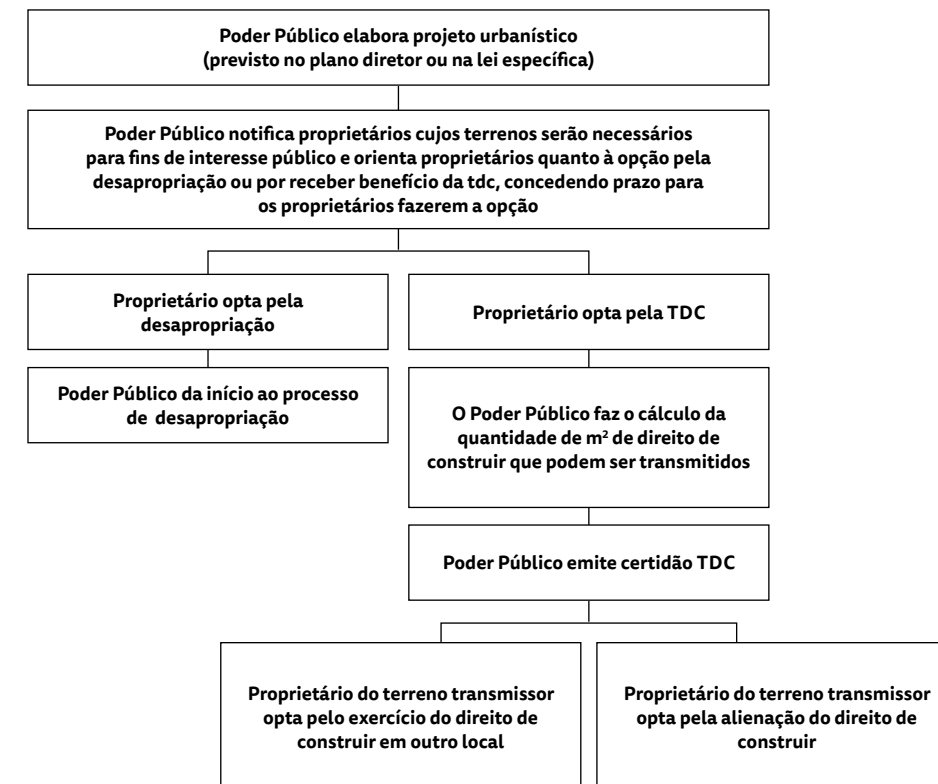 Poder Público elabora projeto urbanístico
(previsto no plano diretor ou na lei específica)
Poder Público notifica proprietários cujos terrenos serão necessários
para fins de interesse público e orienta proprietários quanto à opção pela
desapropriação ou por receber benefício da tdc, concedendo prazo para
os proprietários fazerem a opção
Proprietário opta pela
desapropriação
Proprietário opta pela TDC
Poder Público da início ao processo
de desapropriação
O Poder Público faz o cálculo da
quantidade de m² de direito de
construir que podem ser transmitidos
Poder Público emite certidão TDC
Proprietário do terreno transmissor
opta pelo exercício do direito de
construir em outro local
Proprietário do terreno transmissor
opta pela alienação do direito de
construir